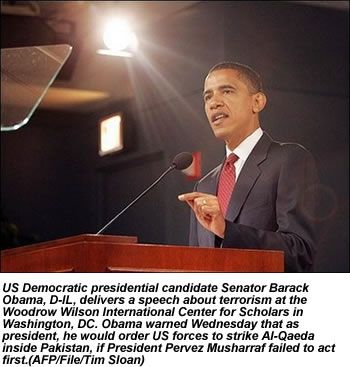 US Democratic presidential candidate Senator Barack
Obama, D-IL, delivers a speech about terrorism at the
Woodrow Wilson International Center for Scholars in
Washington, DC. Obama warned Wednesday that as
president, he would order US forces to strike Al-Qaeda
inside Pakistan, if President Pervez Musharraf failed to act
first.(AFP/File/Tim Sloan)